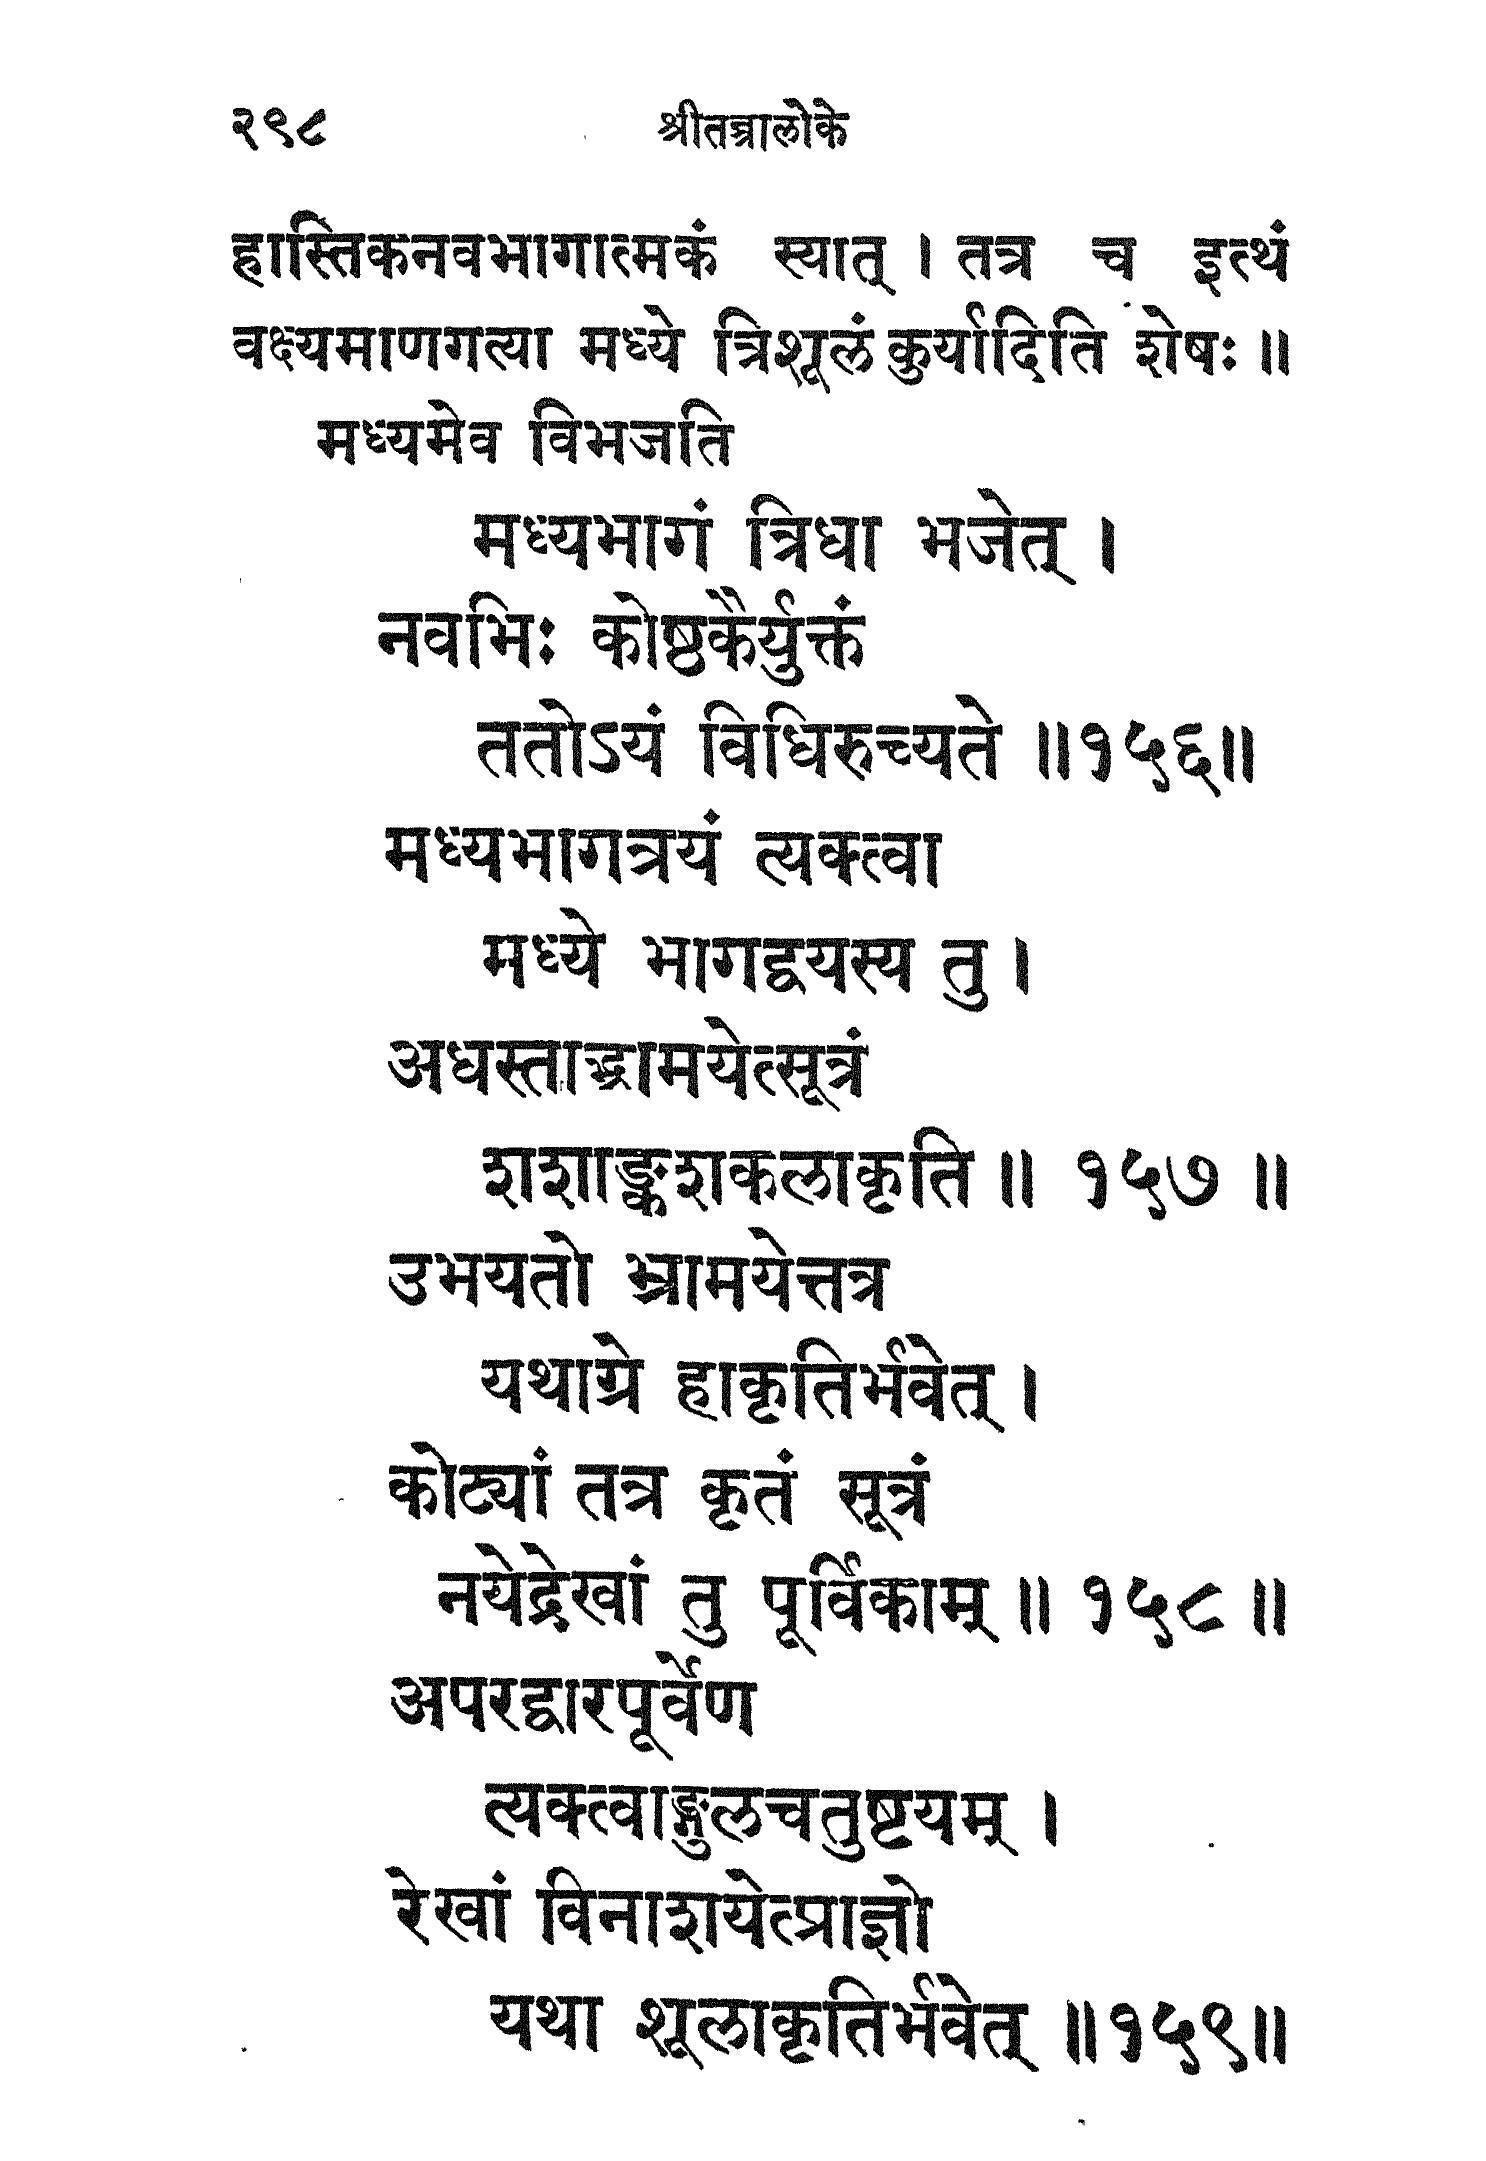 २९८ श्रीतन्त्रालोके
हास्तिकनवभागात्मकं स्यात् । तत्र च इत्थं
वक्ष्यमाणगत्या मध्ये त्रिशूलं कुर्यादिति शेषः ॥
मध्यमेव विभजति
मध्यभागं त्रिधा भजेत् ।
नवभिः कोष्ठकैर्युक्तं
ततोऽयं विधिरुच्यते ॥१५६॥
मध्यभागत्रयं त्यक्त्वा
मध्ये भागद्वयस्य तु ।
अधस्ताद्भ्रामयेत्सूत्रं
शशाङ्कशकलाकृति ॥ १५७ ॥
उभयतो भ्रामयेत्तत्र
यथाग्रे हाकृतिर्भवेत् ।
कोट्यां तत्र कृतं सूत्रं
नयेद्रेखां तु पूर्विकाम् ॥ १५८ ॥
अपरद्वारपूर्वेण
त्यक्त्वाङ्गुलचतुष्टयम् ।
रेखां विनाशयेत्प्राज्ञो
यथा शूलाकृतिर्भवेत् ॥१५९॥